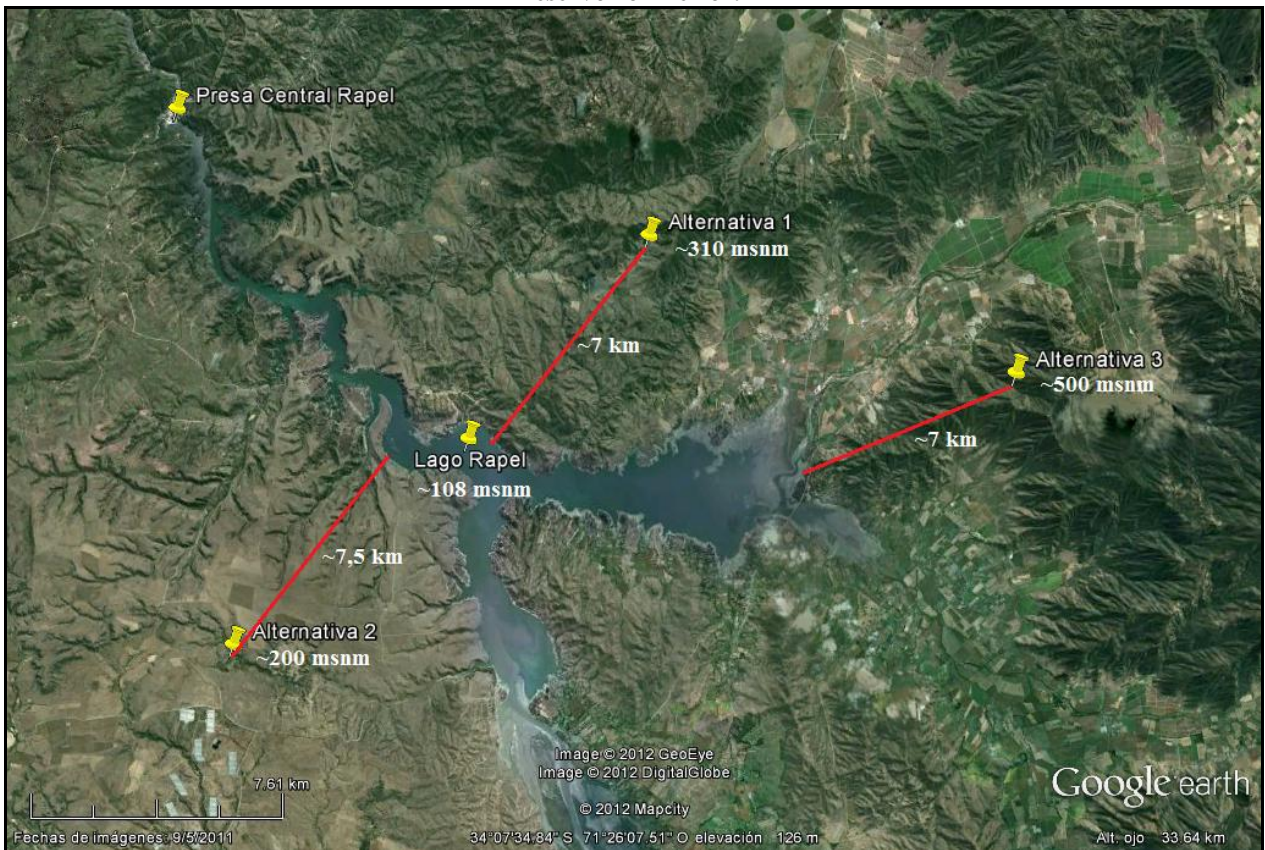 Presa Central Rapel
Alternativa 1
~310 msnm
~7 km
Alternativa 3
~500 msnm
~7 km
Lago Rapel
~108 msnm
~7,5 km
Alternativa 2
~200 msnm
Image © 2012 GeoEye
Image © 2012 DigitalGlobe
© 2012 Mapcity
7.61 km
Google earth
Fechas de imágenes: 9/5/2011
34°07'34.84" S 71°26'07.51" O elevación 126 m
Alt. ojo 33.64 km